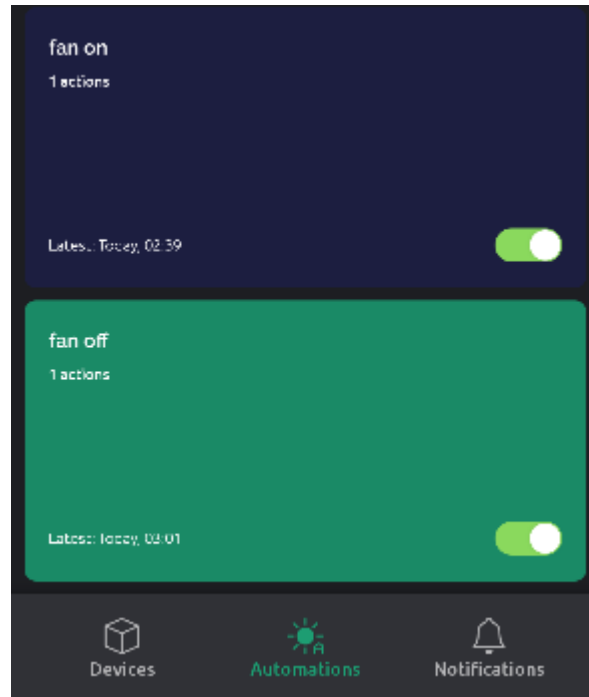 fan on
1 actions
Latest: Today, 02:39
fan off
1 actions
Latest: Today, 03:01
A
Devices
Automations
Notifications